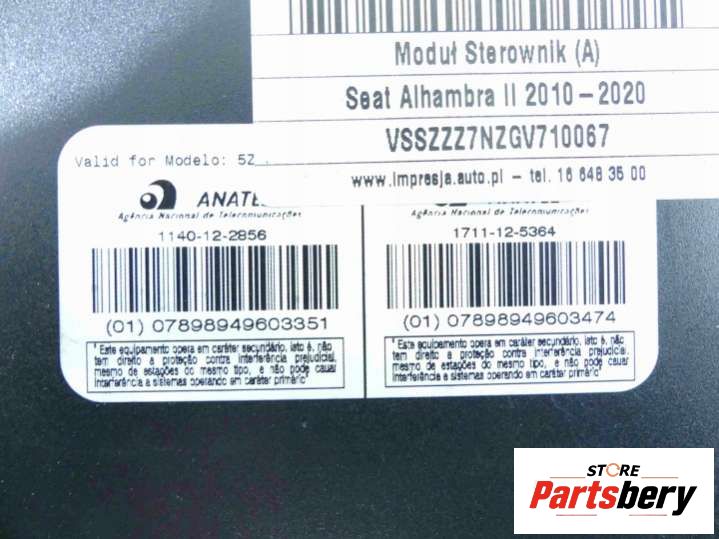 Moduł Sterownik (A)
Seat Alhambra II 2010-2020
VSSZZZ7NZGV710067
www.impresja.auto.pl - tel. 16 648 35 00
Valid for Modelo: 5Z
ANATE
Agência Nacional de Telecomunicações
1140-12-2856
(01) 07898949603351
¹ Este equipamento opera em caráter secundário, isto é, não
tem direito a proteção contra interferência prejudicial,
mesmo de estações do mesmo tipo, e não pode causar
interferência a sistemas operando em caráter primário
Agência Nacional de Telecomunicações
1711-12-5364
(01) 07898949603474
¹ Este equipamento opera em caráter secundário, isto é, não
tem direito a proteção contra interferência prejudicial,
mesmo de estações do mesmo tipo, e não pode causar
interferência a sistemas operando em caráter primário
STORE
Partsbery